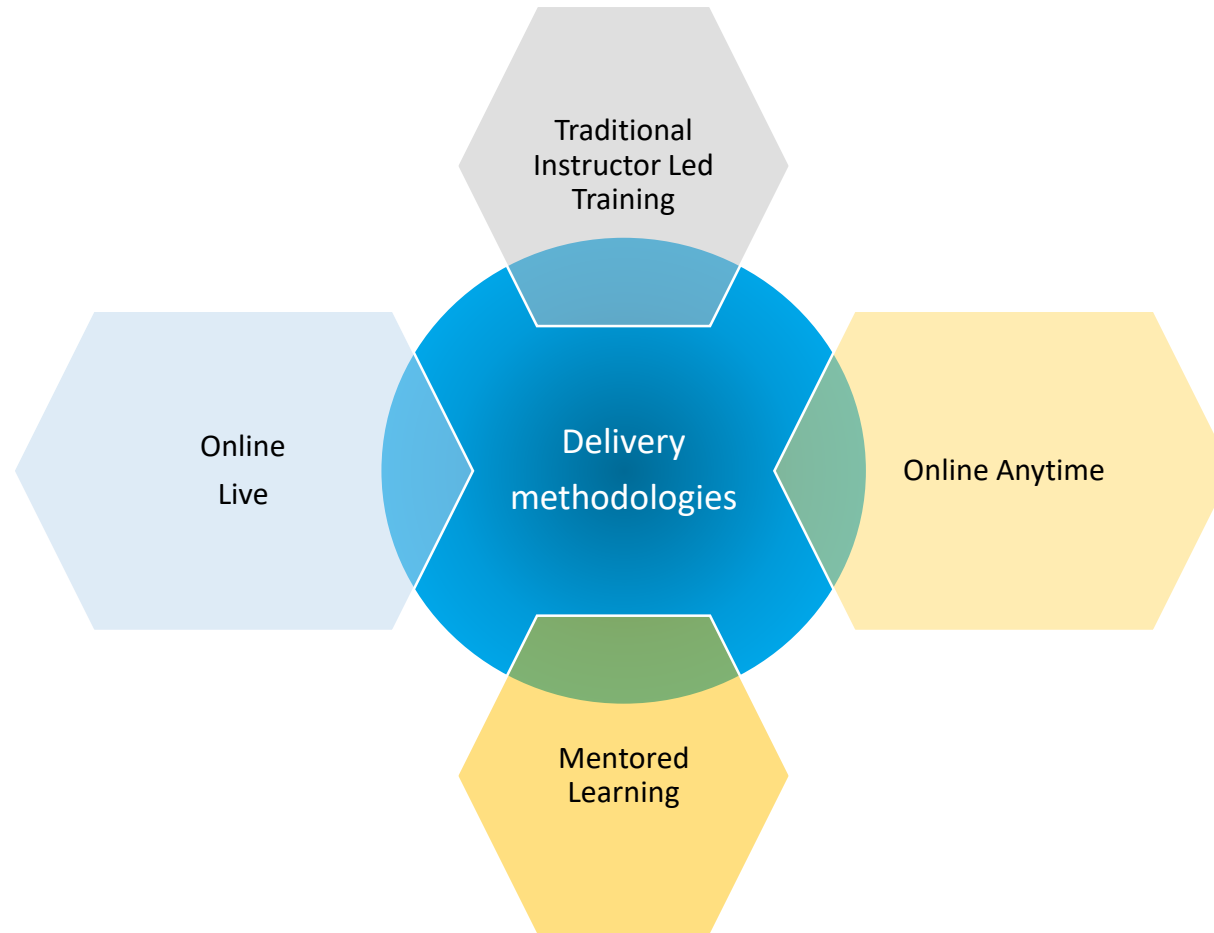 Traditional
Instructor Led
Training
Online
Live
Delivery
methodologies
Online Anytime
Mentored
Learning